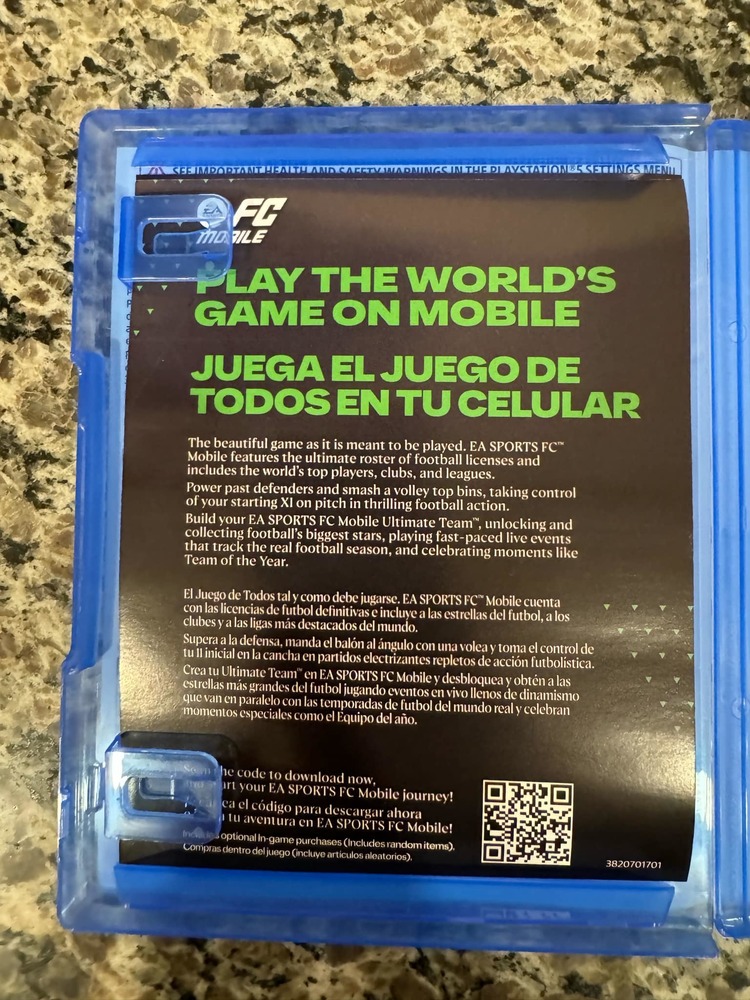 SEE IMPORTANT HEALTH AND SAFETY WARNINGS IN THE PLAYSTATION®5 SETTINGS MENU
EA FC
MOBILE
PLAY THE WORLD'S
GAME ON MOBILE
JUEGA EL JUEGO DE
TODOS EN TU CELULAR
The beautiful game as it is meant to be played. EA SPORTS FC™
Mobile features the ultimate roster of football licenses and
includes the world's top players, clubs, and leagues.
Power past defenders and smash a volley top bins, taking control
of your starting XI on pitch in thrilling football action.
Build your EA SPORTS FC Mobile Ultimate Team™, unlocking and
collecting football's biggest stars, playing fast-paced live events
that track the real football season, and celebrating moments like
Team of the Year.
El Juego de Todos tal y como debe jugarse. EA SPORTS FC™ Mobile cuenta
con las licencias de futbol definitivas e incluye a las estrellas del futbol, a los
clubes y a las ligas más destacados del mundo.
Supera a la defensa, manda el balón al ángulo con una volea y toma el control de
tu 11 inicial en la cancha en partidos electrizantes repletos de acción futbolística.
Crea tu Ultimate Team™ en EA SPORTS FC Mobile y desbloquea y obtén a las
estrellas más grandes del futbol jugando eventos en vivo llenos de dinamismo
que van en paralelo con las temporadas de futbol del mundo real y celebran
momentos especiales como el Equipo del año.
Scan the code to download now,
and start your EA SPORTS FC Mobile journey!
el código para descargar ahora
tu aventura en EA SPORTS FC Mobile!
Includes optional In-game purchases (Includes random items).
Compras dentro del juego (incluye artículos aleatorios).
3820701701